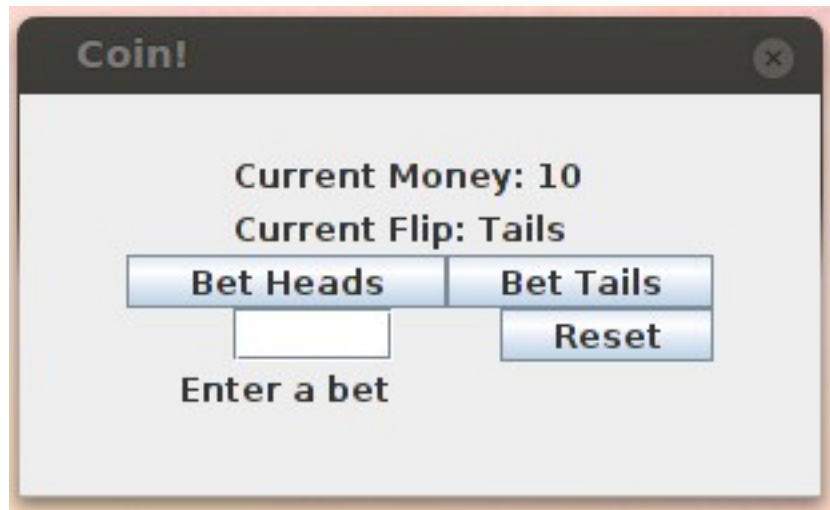 Coin!
Current Money: 10
Current Flip: Tails
Bet Heads Bet Tails
Reset
Enter a bet